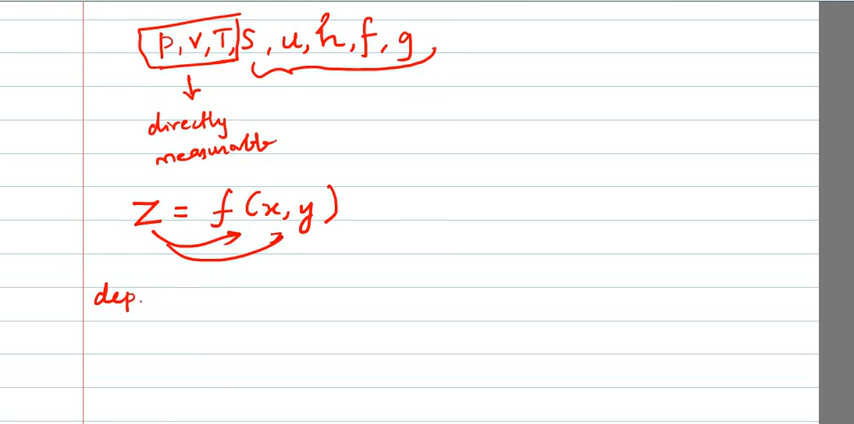 p, v, T, s, u, h, f, g,
directly
measurable
z = f(x, y)
dep.